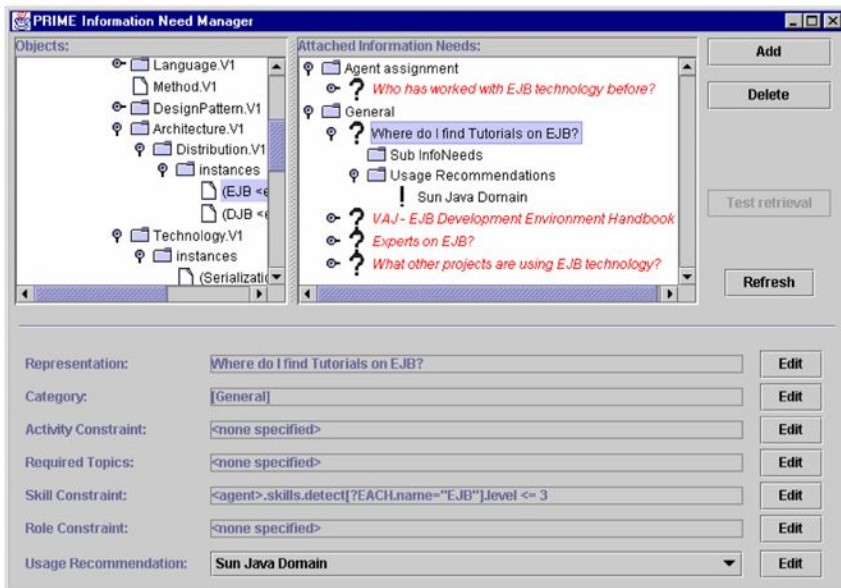 PRIME Information Need Manager
Objects:
Language.V1
Method.V1
DesignPattern.V1
Architecture.V1
Distribution.V1
instances
(EJB <e
(DJB <e
Technology.V1
instances
(Serializatic
Attached Information Needs:
Agent assignment
? Who has worked with EJB technology before?
General
? Where do I find Tutorials on EJB?
Sub InfoNeeds
Usage Recommendations
! Sun Java Domain
? VAJ - EJB Development Environment Handbook
? Experts on EJB?
? What other projects are using EJB technology?
Add
Delete
Test retrieval
Refresh
Representation: Where do I find Tutorials on EJB? Edit
Category: [General] Edit
Activity Constraint: <none specified> Edit
Required Topics: <none specified> Edit
Skill Constraint: <agent>.skills.detect[?EACH.name="EJB"].level <= 3 Edit
Role Constraint: <none specified> Edit
Usage Recommendation: Sun Java Domain Edit